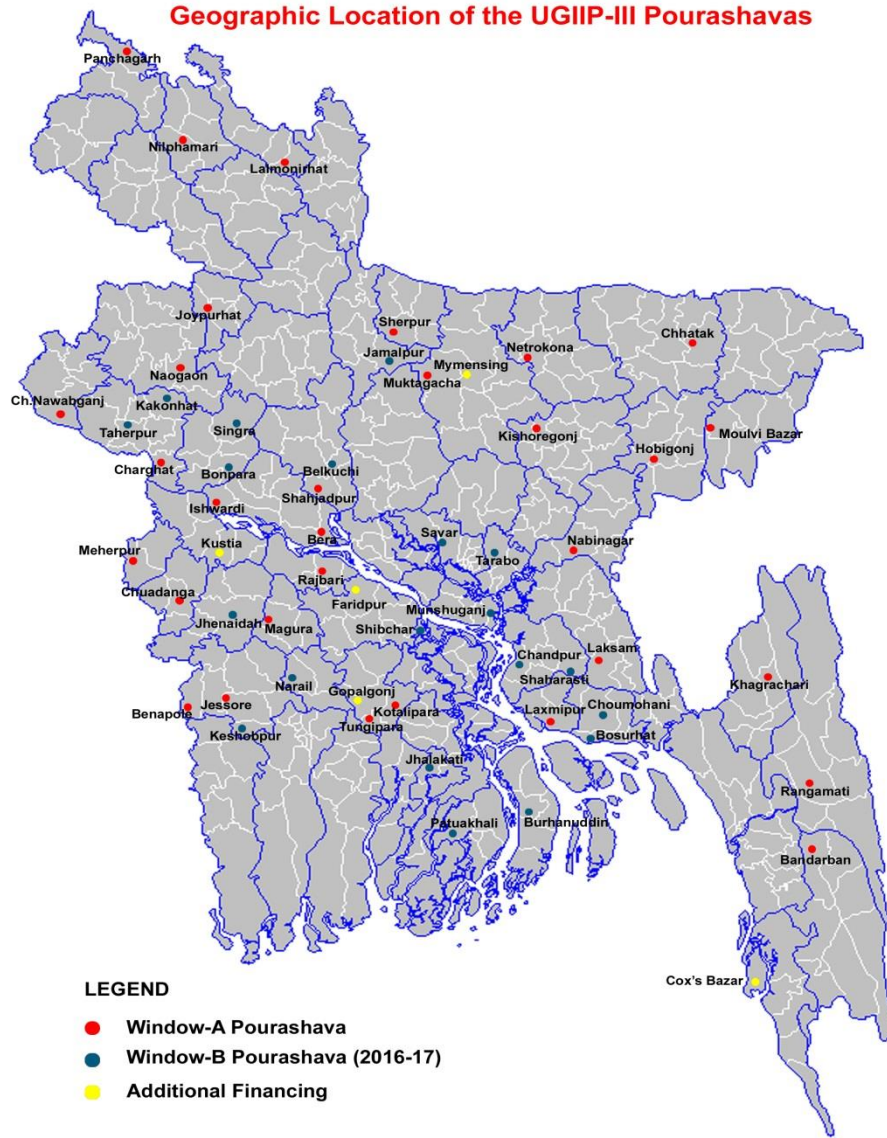 Geographic Location of the UGIIP-III Pourashavas
Panchagarh
Nilphamari
Lalmonirhat
Joypurhat
Sherpur
Jamalpur
Netrokona
Chhatak
Mymensing
Naogaon
Muktagacha
Ch.Nawabganj
Kakonhat
Taherpur
Singra
Kishoregonj
Moulvi Bazar
Hobigonj
Charghat
Bonpara
Belkuchi
Shahjadpur
Ishwardi
Savar
Bera
Kustia
Nabinagar
Meherpur
Tarabo
Rajbari
Chuadanga
Faridpur
Munshuganj
Jhenaidah
Magura
Shibchar
Laksam
Chandpur
Shaharasti
Khagrachari
Narail
Gopalgonj
Jessore
Choumohani
Benapole
Kotalipara
Laxmipur
Tungipara
Keshobpur
Bosurhat
Jhalakati
Rangamati
Patuakhali
Burhanuddin
Bandarban
Cox's Bazar
LEGEND
Window-A Pourashava
Window-B Pourashava (2016-17)
Additional Financing